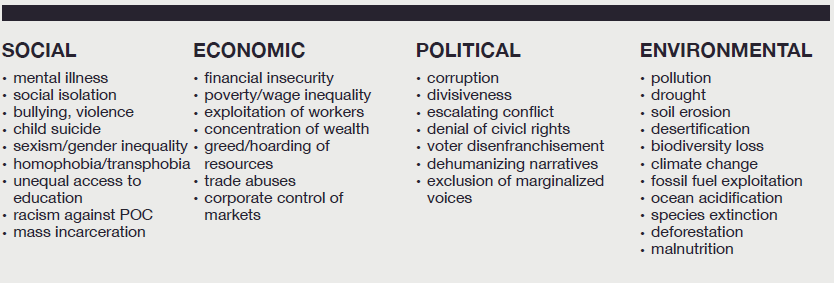 SOCIAL
• mental illness
• social isolation
• bullying, violence
• child suicide
• sexism/gender inequality
• homophobia/transphobia
• unequal access to
education
• racism against POC
• mass incarceration
ECONOMIC
• financial insecurity
• poverty/wage inequality
• exploitation of workers
• concentration of wealth
• greed/hoarding of
resources
• trade abuses
• corporate control of
markets
POLITICAL
• corruption
• divisiveness
• escalating conflict
• denial of civicl rights
• voter disenfranchisement
• dehumanizing narratives
• exclusion of marginalized
voices
ENVIRONMENTAL
• pollution
• drought
• soil erosion
• desertification
• biodiversity loss
• climate change
• fossil fuel exploitation
• ocean acidification
• species extinction
• deforestation
• malnutrition